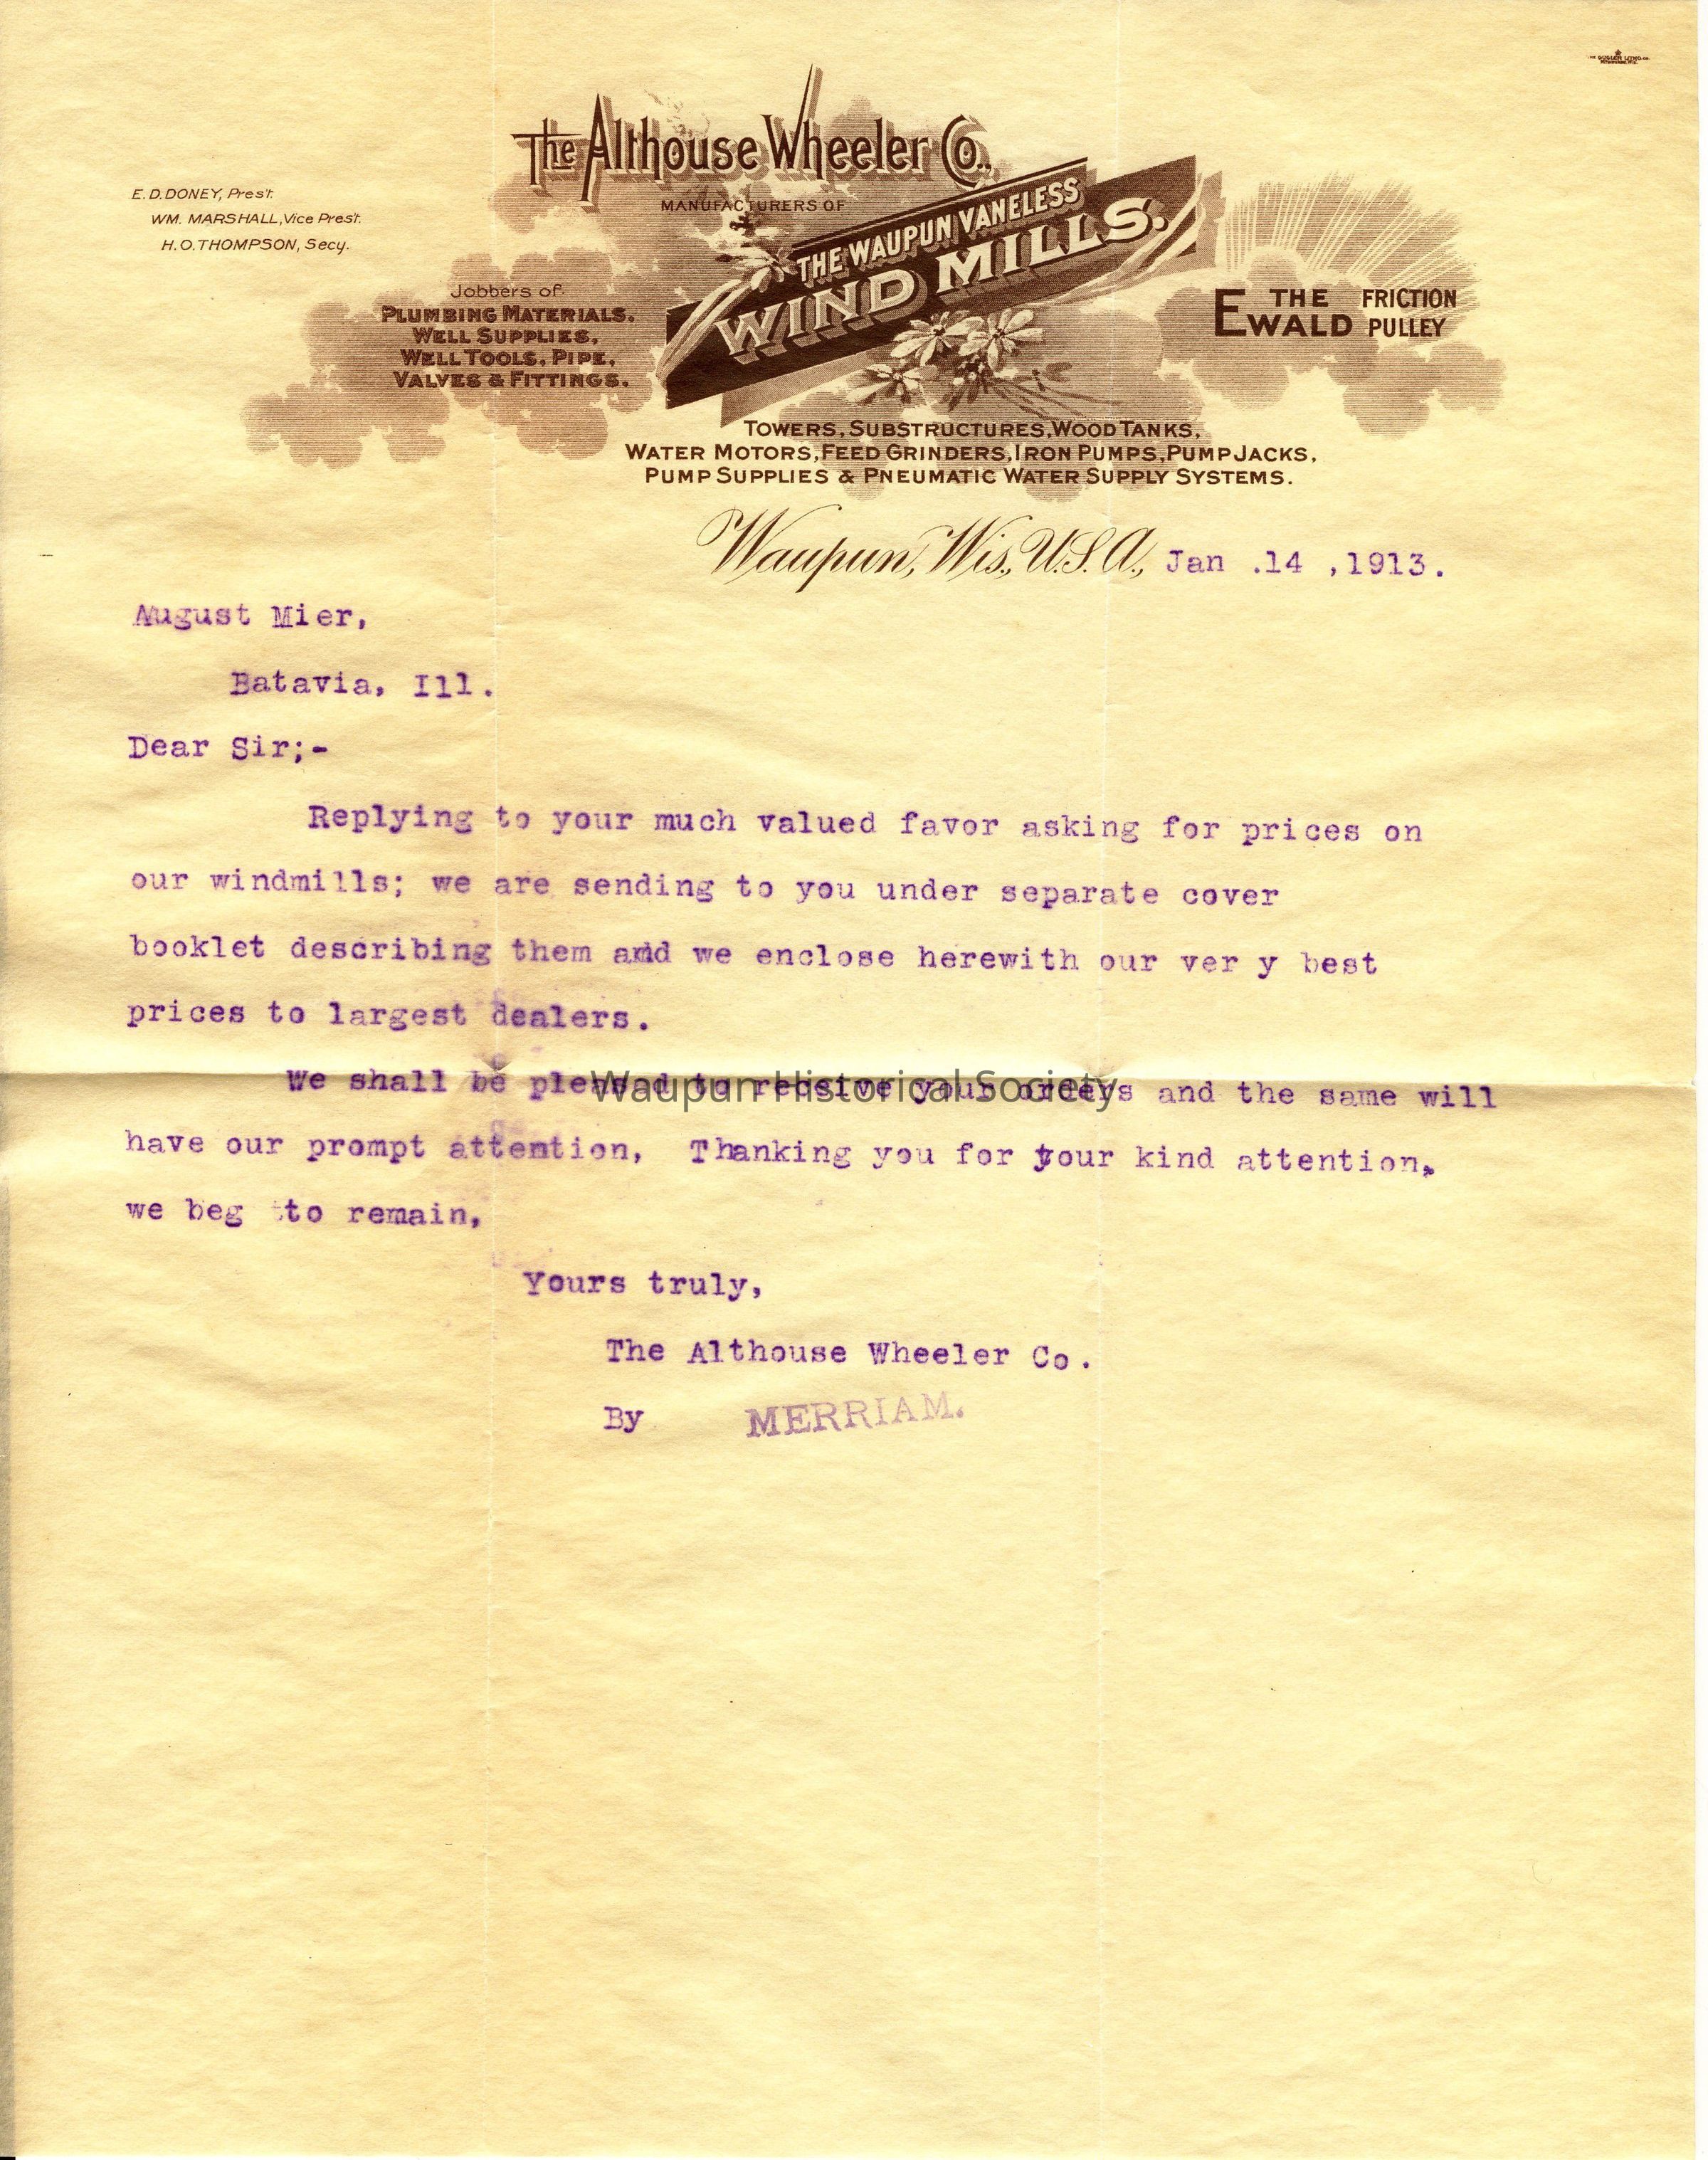 The Althouse Wheeler Co.,
MANUFACTURERS OF
THE WAUPUN VANELESS
WIND MILLS.
E. D. DONEY, Prest.
WM. MARSHALL, Vice Prest.
H. O. THOMPSON, Secy.
Jobbers of
PLUMBING MATERIALS,
WELL SUPPLIES,
WELL TOOLS, PIPE,
VALVES & FITTINGS.
THE EWALD FRICTION PULLEY
TOWERS, SUBSTRUCTURES, WOOD TANKS,
WATER MOTORS, FEED GRINDERS, IRON PUMPS, PUMP JACKS,
PUMP SUPPLIES & PNEUMATIC WATER SUPPLY SYSTEMS.
Waupun, Wis., U.S.A., Jan .14 ,1913.
August Mier,
Batavia, Ill.
Dear Sir;-
Replying to your much valued favor asking for prices on
our windmills; we are sending to you under separate cover
booklet describing them and we enclose herewith our ver y best
prices to largest dealers.
We shall be pleased to receive your orders and the same will
have our prompt attention, Thanking you for your kind attention,
we beg to remain,
Yours truly,
The Althouse Wheeler Co.
By MERRIAM.
Waupun Historical Society